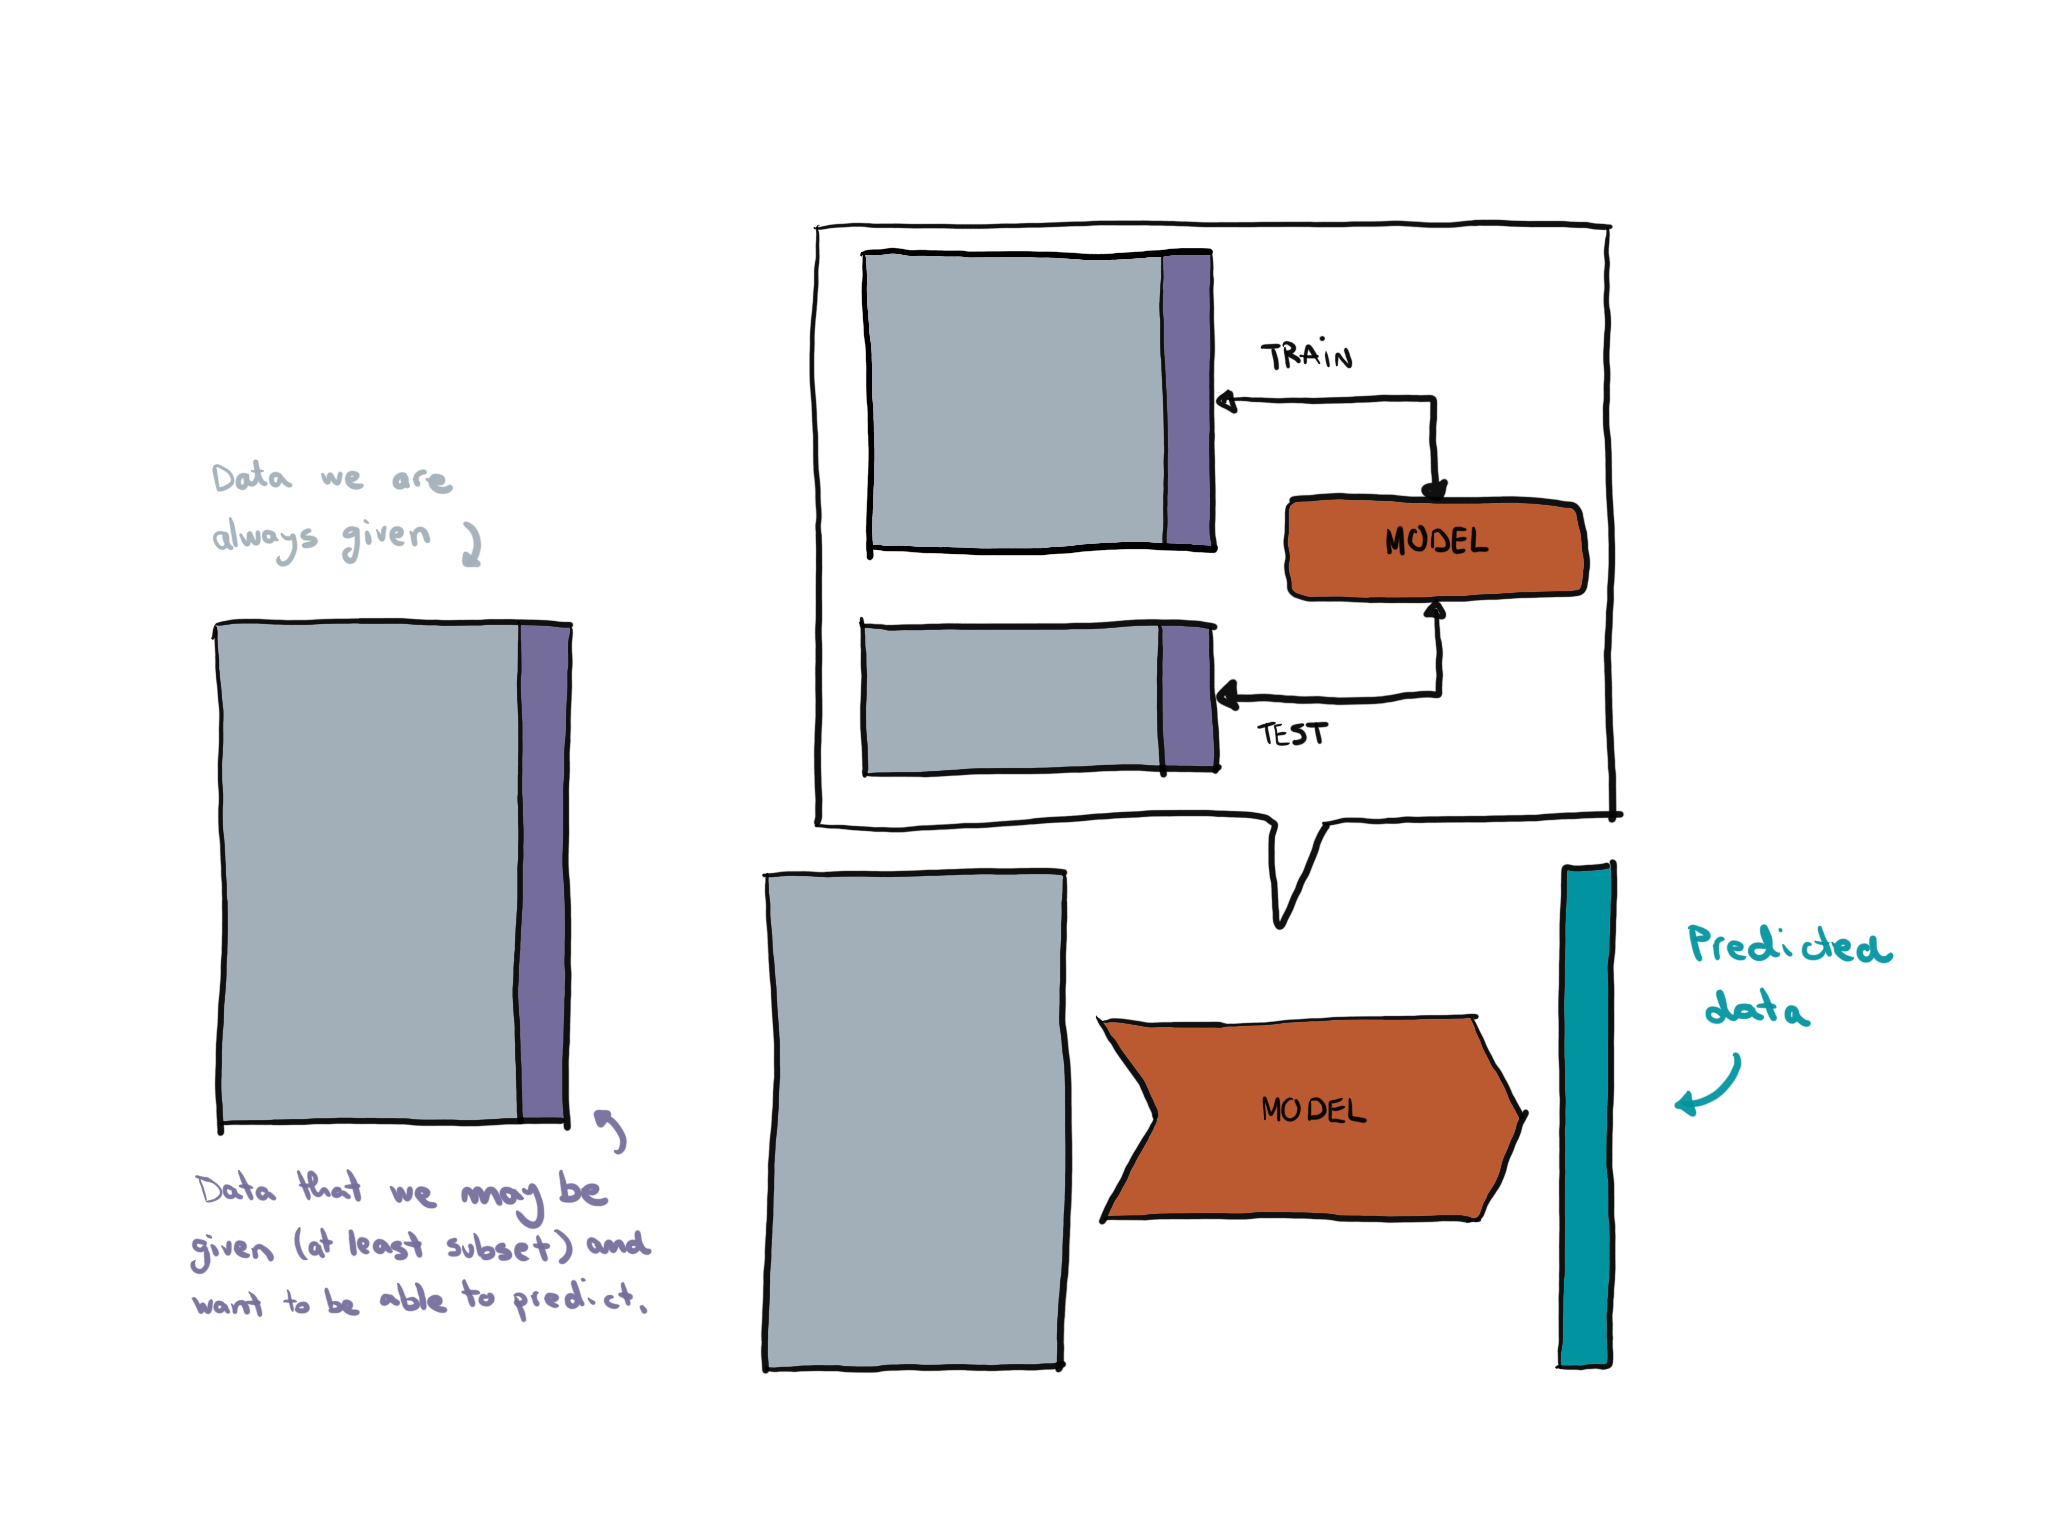 Data we are
always given
Data that we may be
given (at least subset) and
want to be able to predict.
TRAiN
MODEL
TEST
MODEL
Predicted
data